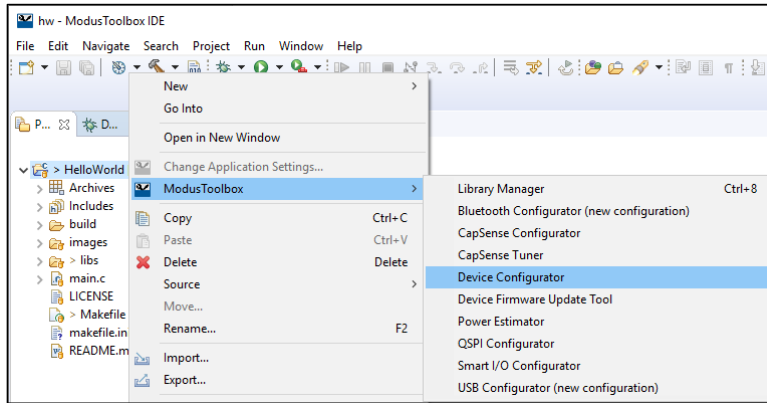 hw - ModusToolbox IDE
File Edit Navigate Search Project Run Window Help
P... D...
New
Go Into
Open in New Window
Change Application Settings...
ModusToolbox
Copy Ctrl+C
Paste Ctrl+V
Delete Delete
Source
Move...
Rename... F2
Import...
Export...
> HelloWorld
Archives
Includes
build
images
> libs
main.c
LICENSE
> Makefile
makefile.in
README.m
Library Manager Ctrl+8
Bluetooth Configurator (new configuration)
CapSense Configurator
CapSense Tuner
Device Configurator
Device Firmware Update Tool
Power Estimator
QSPI Configurator
Smart I/O Configurator
USB Configurator (new configuration)